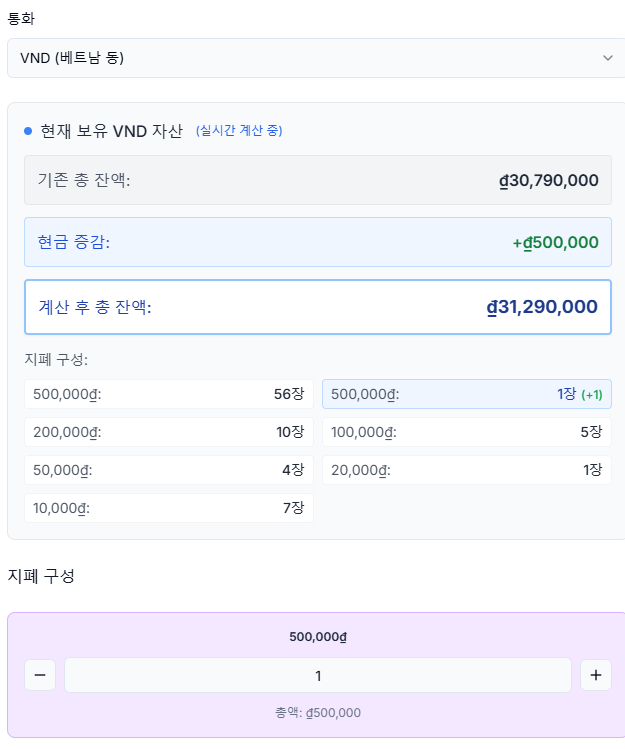 통화
VND (베트남 동)
현재 보유 VND 자산 (실시간 계산 중)
기존 총 잔액: ₫30,790,000
현금 증감: +₫500,000
계산 후 총 잔액: ₫31,290,000
지폐 구성:
500,000₫: 56장 500,000₫: 1장 (+1)
200,000₫: 10장 100,000₫: 5장
50,000₫: 4장 20,000₫: 1장
10,000₫: 7장
지폐 구성
500,000₫
− 1 +
총액: ₫500,000